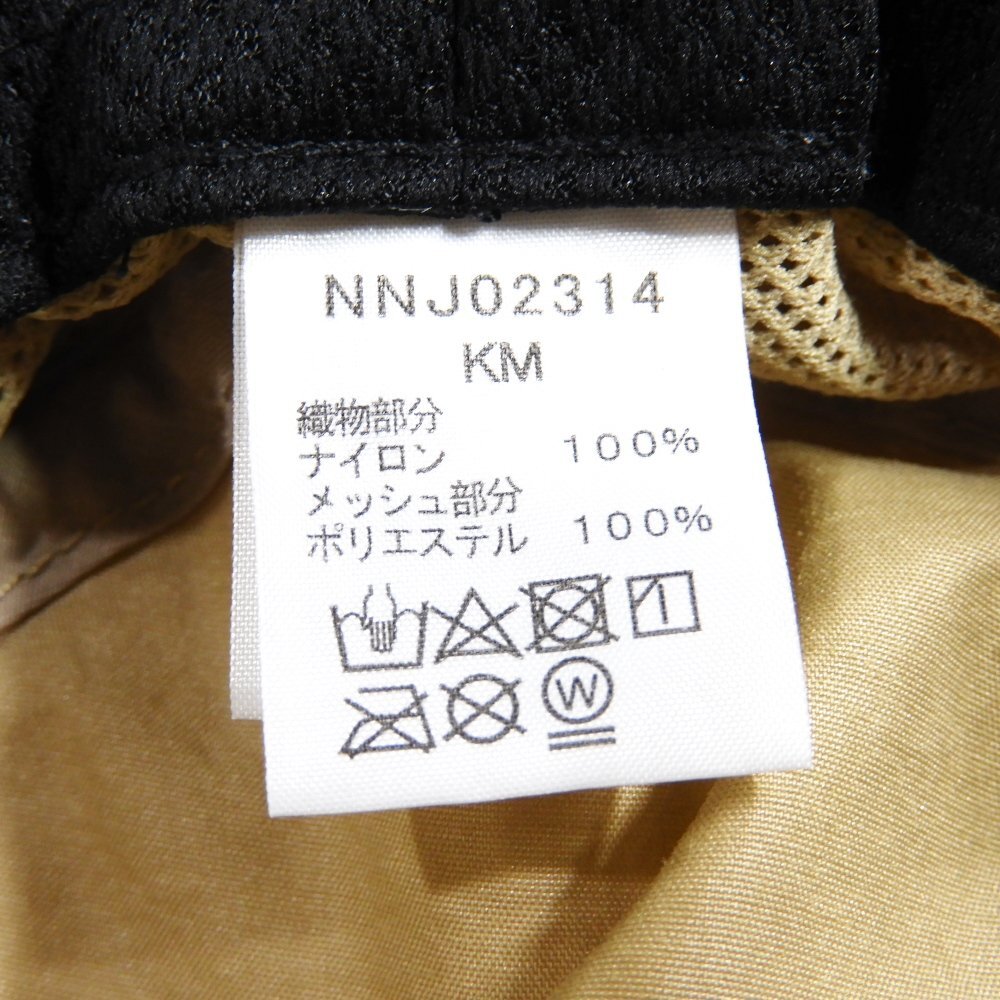 NNJ02314
KM
織物部分
ナイロン 100%
メッシュ部分
ポリエステル 100%
W